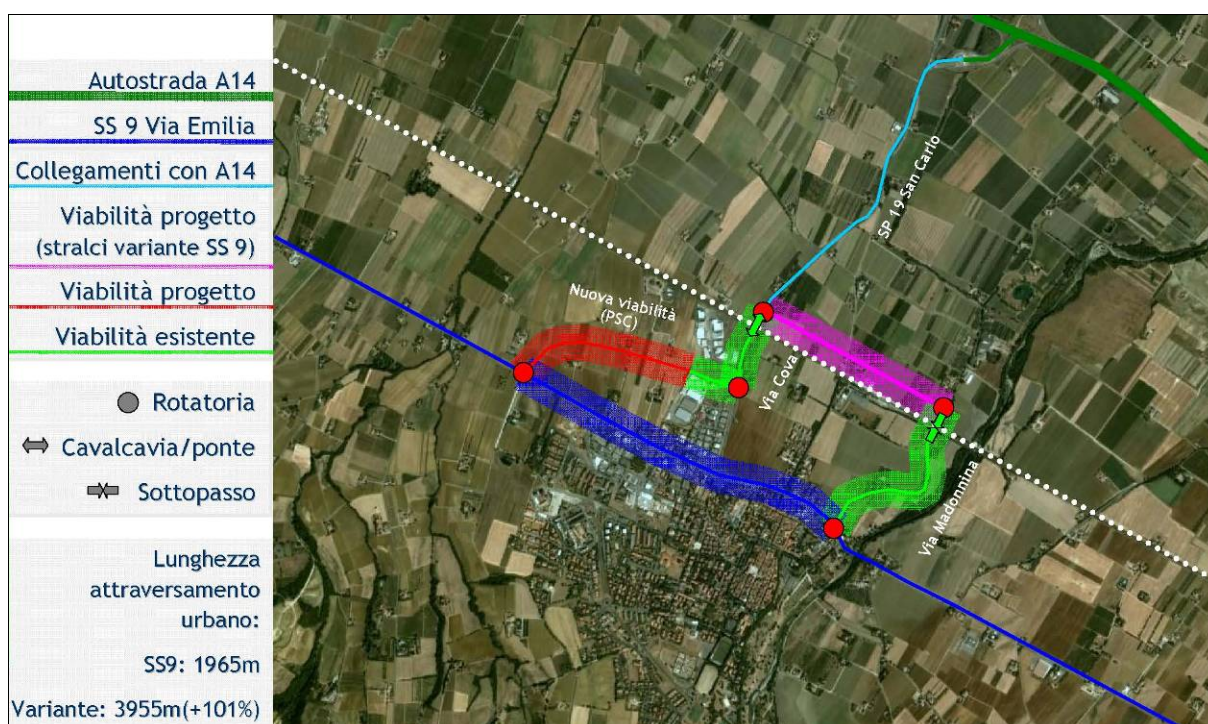 Autostrada A14
SS 9 Via Emilia
Collegamenti con A14
Viabilità progetto
(stralci variante SS 9)
Viabilità progetto
Viabilità esistente
Rotatoria
Cavalcavia/ponte
Sottopasso
Lunghezza
attraversamento
urbano:
SS9: 1965m
Variante: 3955m(+101%)
SP 19 San Carlo
Nuova viabilità
(PSC)
Via Cova
Via Madonnina